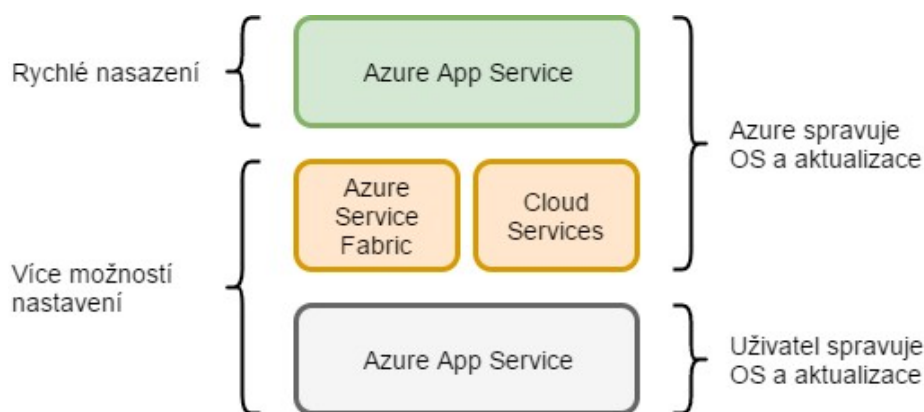 Rychlé nasazení
Azure App Service
Azure spravuje
OS a aktualizace
Azure
Service
Fabric
Cloud
Services
Více možností
nastavení
Azure App Service
Uživatel spravuje
OS a aktualizace